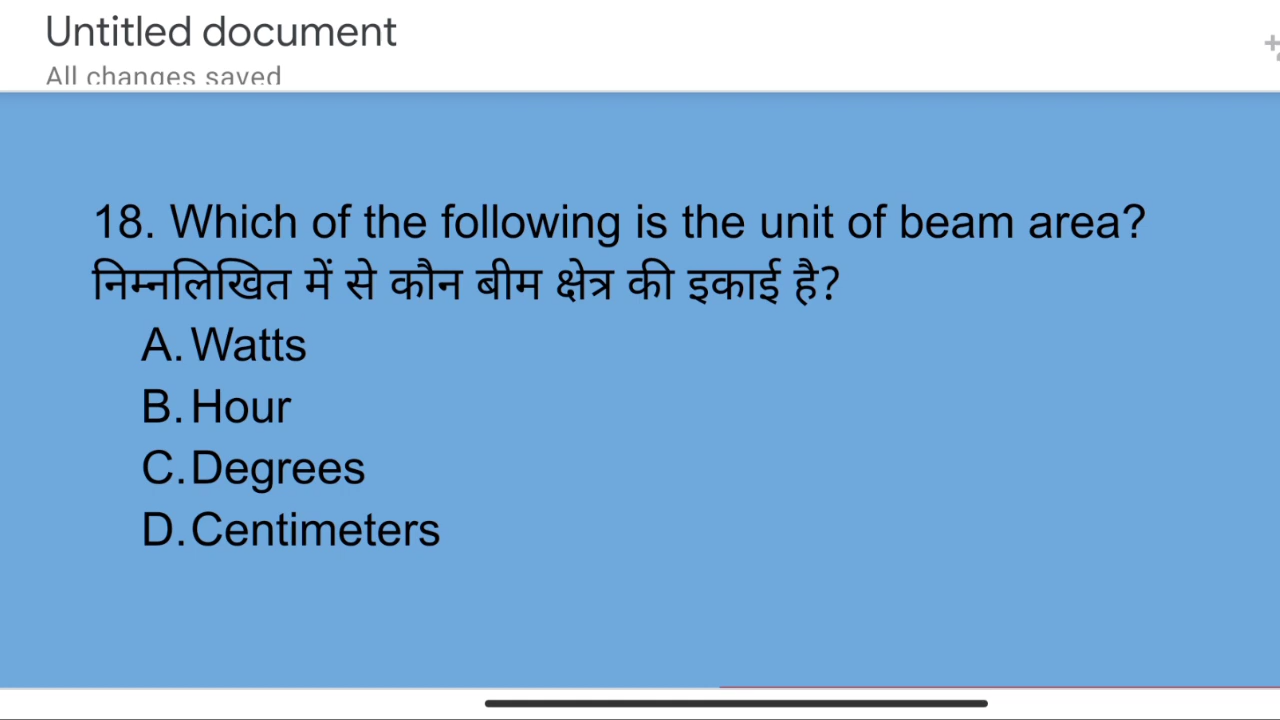 Untitled document
All changes saved
18. Which of the following is the unit of beam area?
निम्नलिखित में से कौन बीम क्षेत्र की इकाई है?
A. Watts
B. Hour
C. Degrees
D. Centimeters